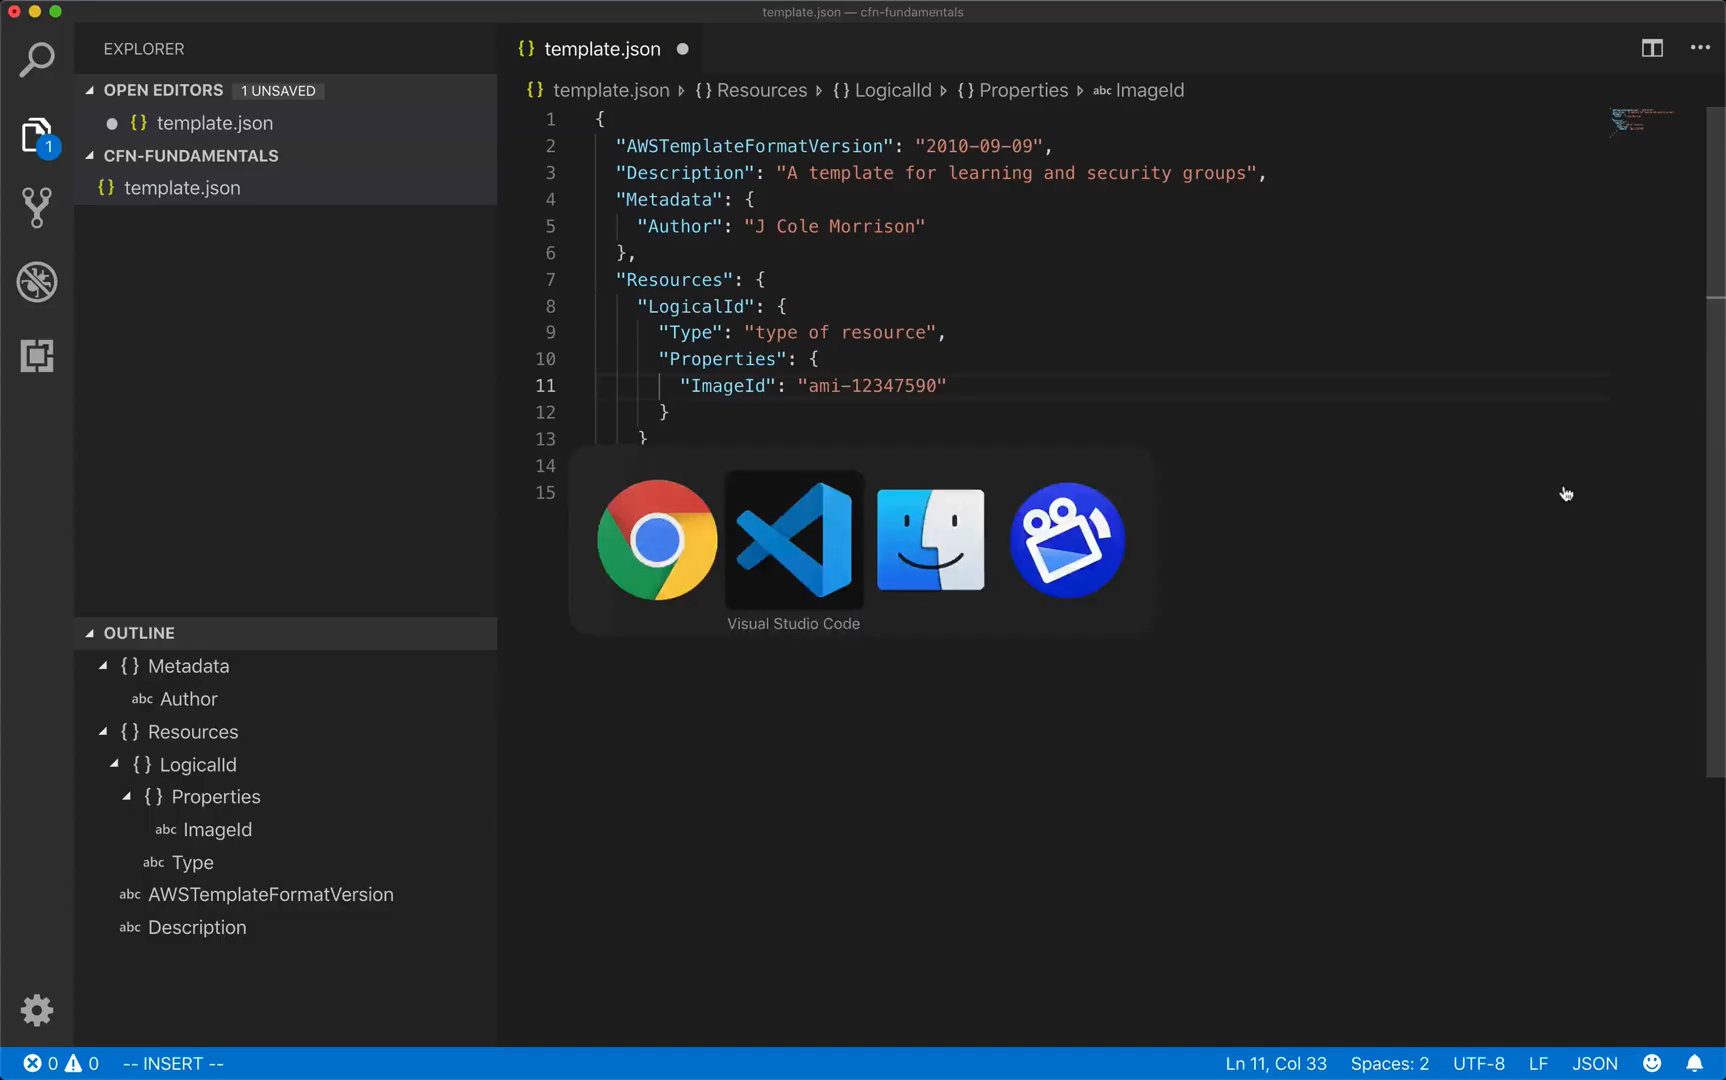 template.json — cfn-fundamentals
EXPLORER
OPEN EDITORS 1 UNSAVED
{} template.json
CFN-FUNDAMENTALS
{} template.json
1
OUTLINE
{} Metadata
abc Author
{} Resources
{} LogicalId
{} Properties
abc ImageId
abc Type
abc AWSTemplateFormatVersion
abc Description
{} template.json
{} template.json {} Resources {} LogicalId {} Properties abc ImageId
1 {
2 "AWSTemplateFormatVersion": "2010-09-09",
3 "Description": "A template for learning and security groups",
4 "Metadata": {
5 "Author": "J Cole Morrison"
6 },
7 "Resources": {
8 "LogicalId": {
9 "Type": "type of resource",
10 "Properties": {
11 "ImageId": "ami-12347590"
12 }
13 }
14
15
Visual Studio Code
0 0 -- INSERT -- Ln 11, Col 33 Spaces: 2 UTF-8 LF JSON